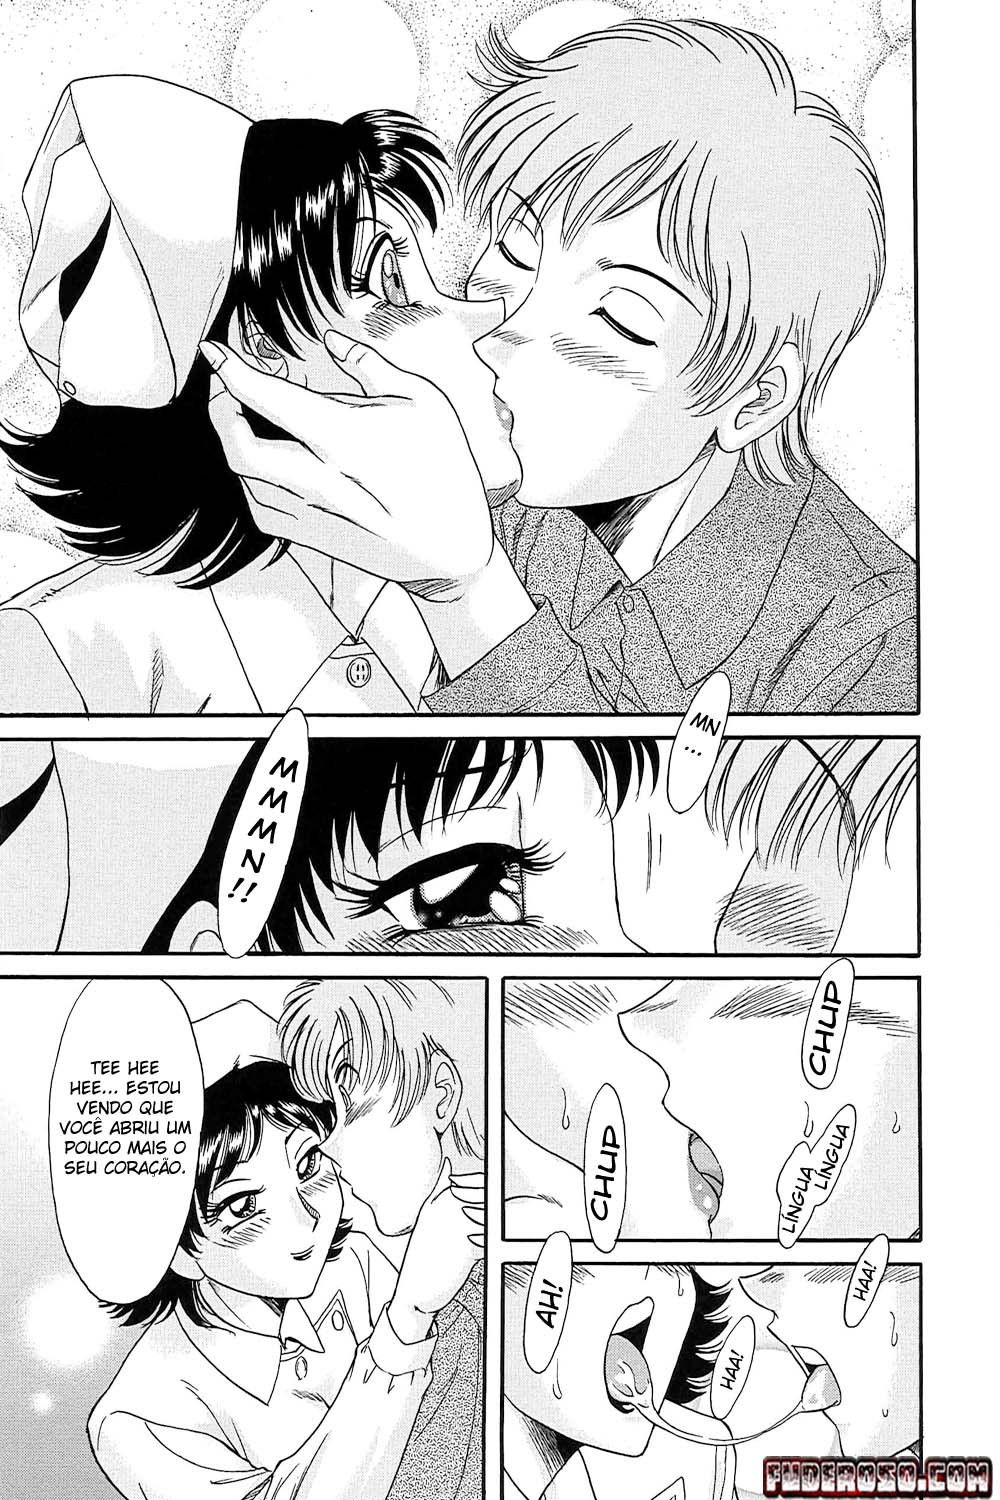 MN
...
MMMN!!
TEE HEE
HEE... ESTOU
VENDO QUE
VOCÊ ABRIU UM
POUCO MAIS O
SEU CORAÇÃO.
CHUP
CHUP
LÍNGUA
LÍNGUA
AH!
HAA!
HAA!
FUDEROSO.COM